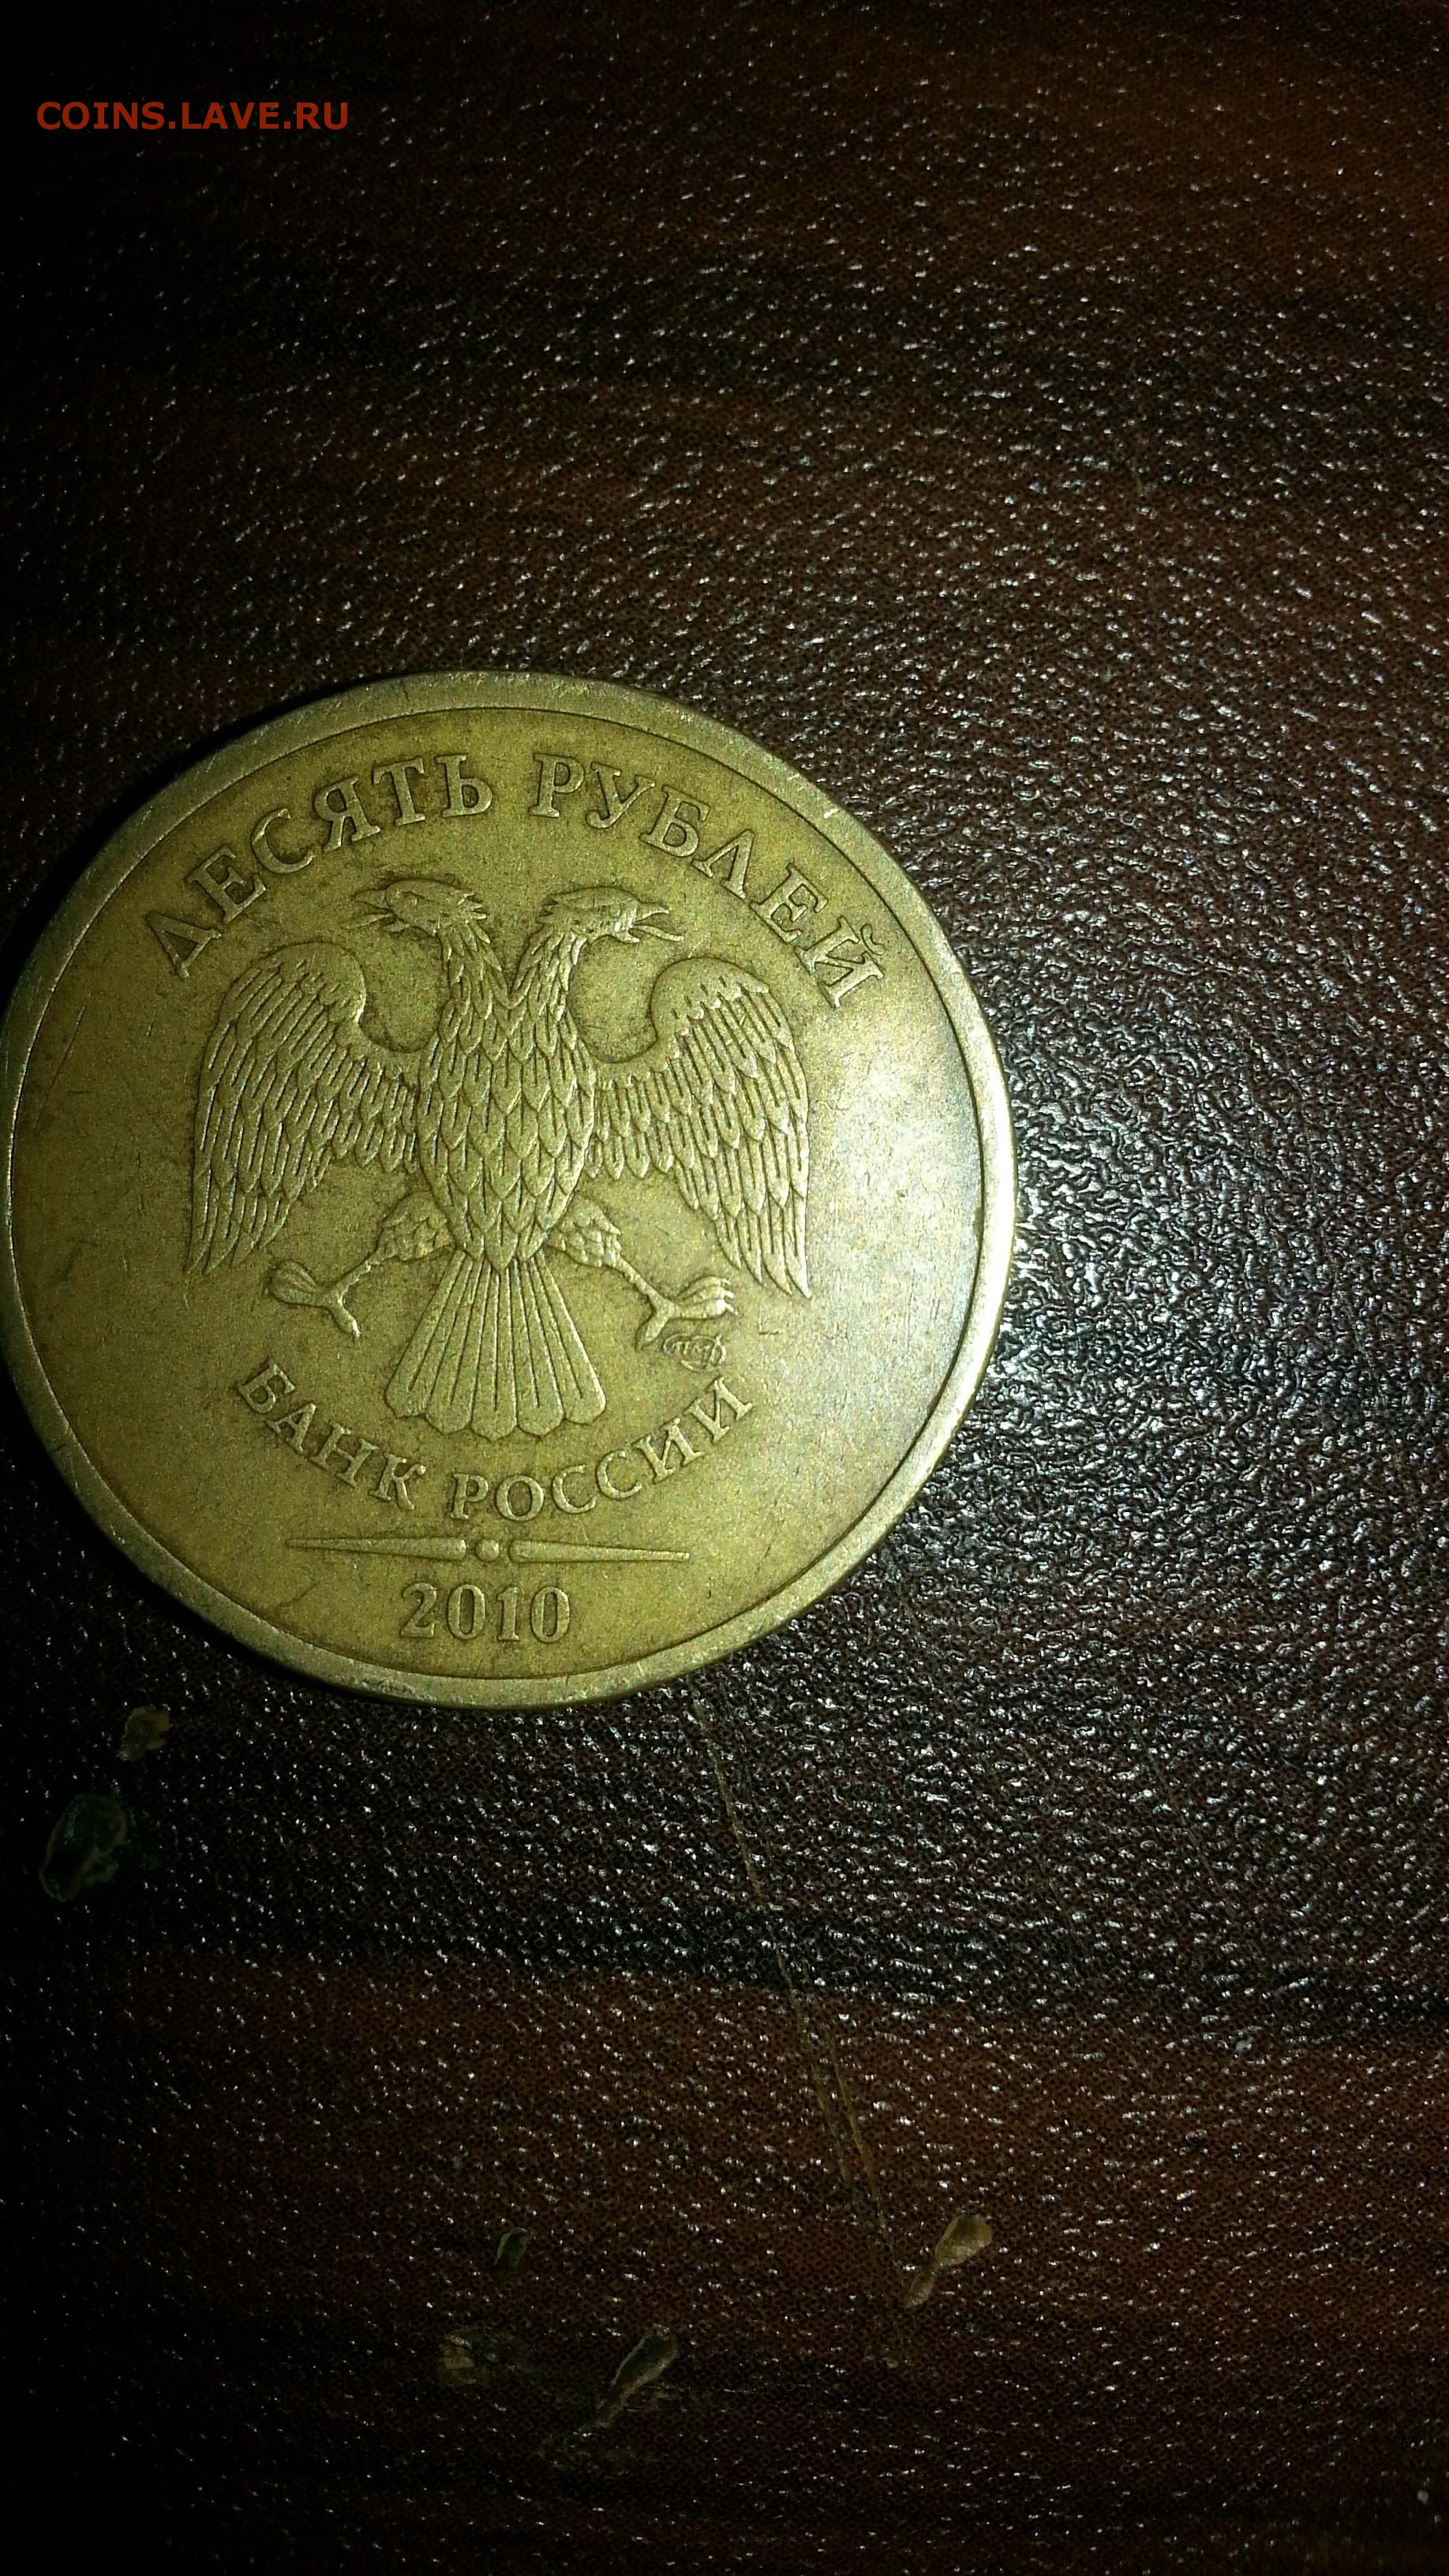 COINS.LAVE.RU
ДЕСЯТЬ РУБЛЕЙ
БАНК РОССИИ
2010